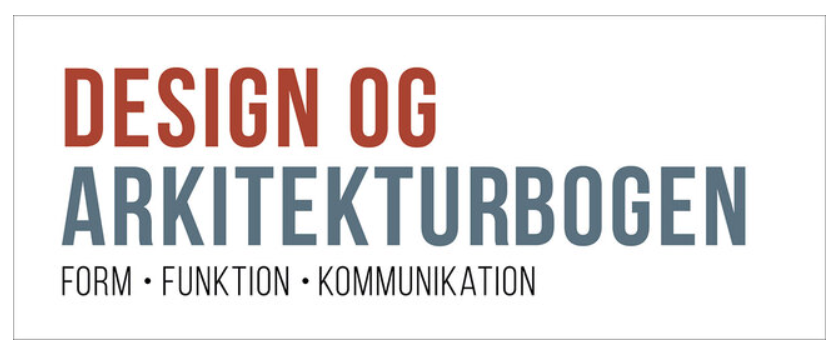 DESIGN OG
ARKITEKTURBOGEN
FORM • FUNKTION • KOMMUNIKATION